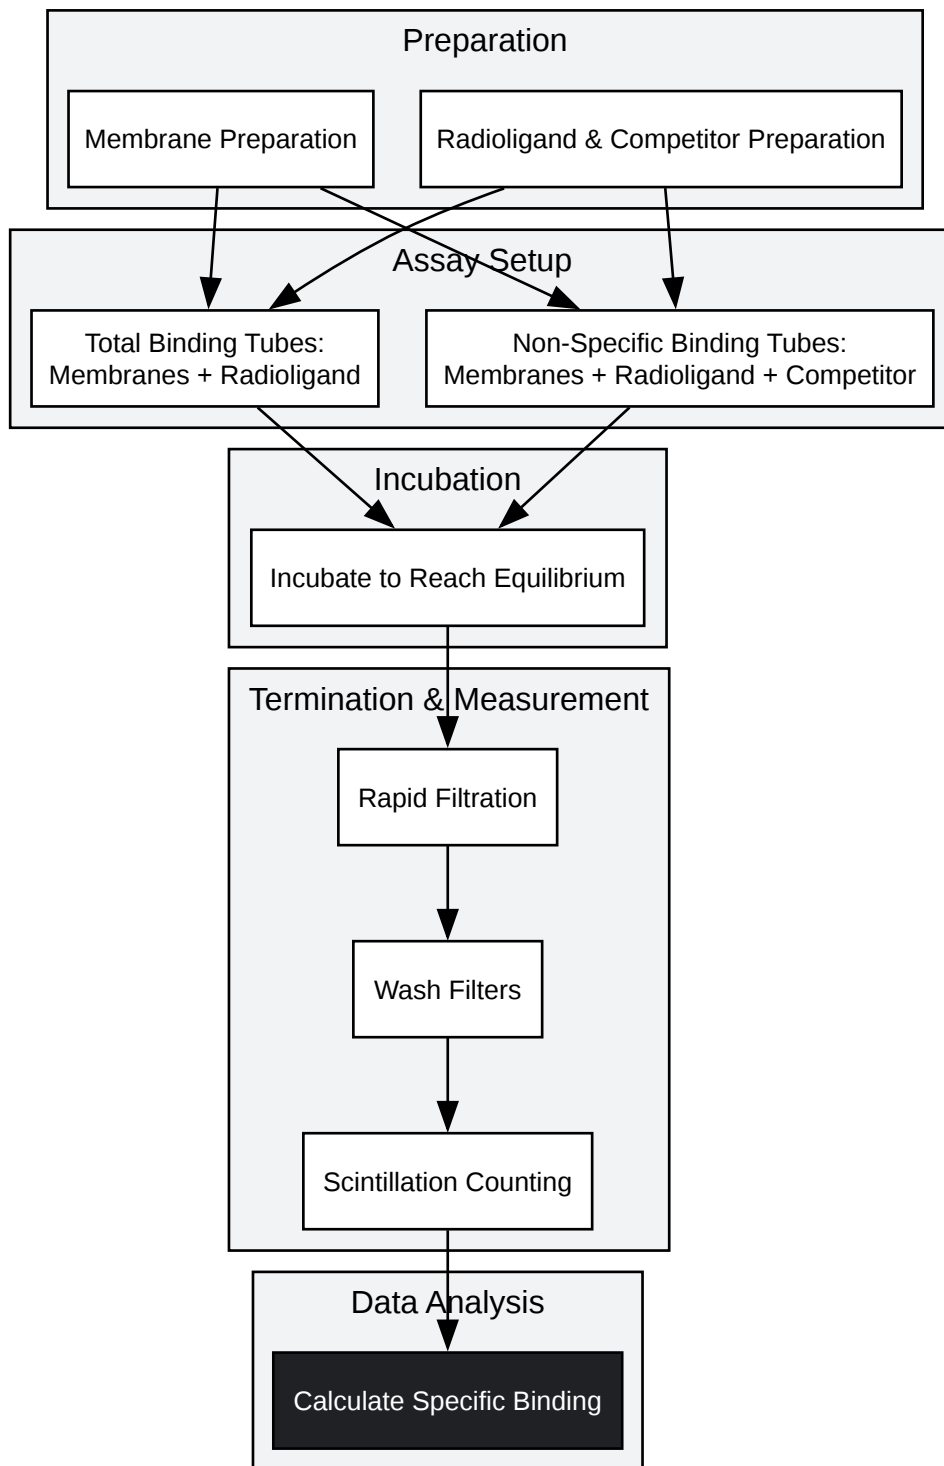 Preparation
Membrane Preparation
Radioligand & Competitor Preparation
Assay Setup
Total Binding Tubes:
Membranes + Radioligand
Non-Specific Binding Tubes:
Membranes + Radioligand + Competitor
Incubation
Incubate to Reach Equilibrium
Termination & Measurement
Rapid Filtration
Wash Filters
Scintillation Counting
Data Analysis
Calculate Specific Binding